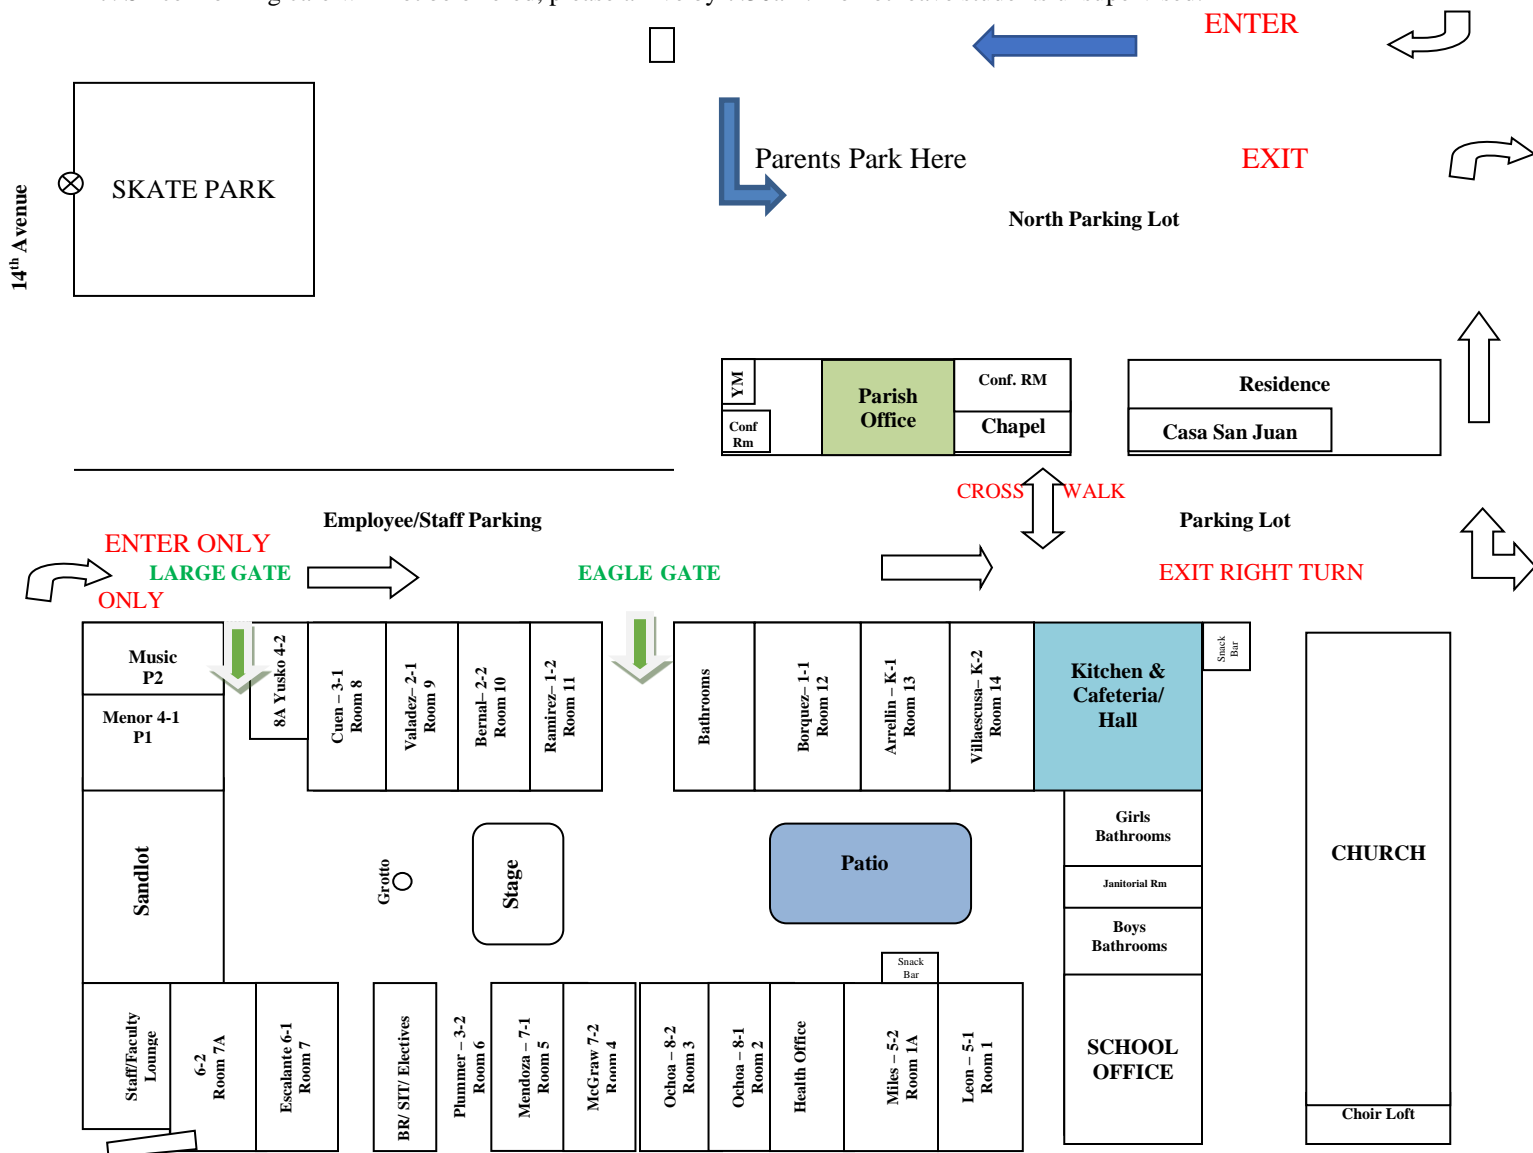 ENTER
Parents Park Here
EXIT
SKATE PARK
14th Avenue
North Parking Lot
YM
Conf
Rm
Parish
Office
Conf. RM
Chapel
Residence
Casa San Juan
CROSS WALK
Employee/Staff Parking
Parking Lot
ENTER ONLY
LARGE GATE
ONLY
EAGLE GATE
EXIT RIGHT TURN
Music
P2
Menor 4-1
P1
8A Yusko 4-2
Cuen – 3-1
Room 8
Valadez– 2-1
Room 9
Bernal– 2-2
Room 10
Ramirez– 1-2
Room 11
Bathrooms
Borquez– 1-1
Room 12
Arrellin – K-1
Room 13
Villaescusa– K-2
Room 14
Kitchen &
Cafeteria/
Hall
Snack
Bar
Sandlot
Grotto
Stage
Patio
Girls
Bathrooms
Janitorial Rm
Boys
Bathrooms
CHURCH
Snack
Bar
Staff/Faculty
Lounge
6-2
Room 7A
Escalante 6-1
Room 7
BR/ SIT/ Electives
Plummer – 3-2
Room 6
Mendoza – 7-1
Room 5
McGraw 7-2
Room 4
Ochoa – 8-2
Room 3
Ochoa – 8-1
Room 2
Health Office
Miles – 5-2
Room 1A
Leon – 5-1
Room 1
SCHOOL
OFFICE
Choir Loft